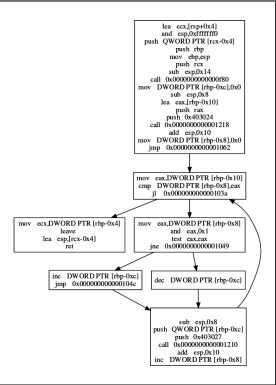 lea ecx,[rsp+0x4]
and esp,0xfffffff0
push QWORD PTR [rcx-0x4]
push rbp
mov ebp,esp
push rcx
sub esp,0x14
call 0x0000000000000f80
mov DWORD PTR [rbp-0xc],0x0
sub esp,0x8
lea eax,[rbp-0x10]
push rax
push 0x403024
call 0x0000000000001218
add esp,0x10
mov DWORD PTR [rbp-0x8],0x0
jmp 0x0000000000001062
mov eax,DWORD PTR [rbp-0x10]
cmp DWORD PTR [rbp-0x8],eax
jl 0x000000000000103a
mov ecx,DWORD PTR [rbp-0x4]
leave
lea esp,[rcx-0x4]
ret
mov eax,DWORD PTR [rbp-0x8]
and eax,0x1
test eax,eax
jne 0x0000000000001049
inc DWORD PTR [rbp-0xc]
jmp 0x000000000000104c
dec DWORD PTR [rbp-0xc]
sub esp,0x8
push QWORD PTR [rbp-0xc]
push 0x403027
call 0x0000000000001210
add esp,0x10
inc DWORD PTR [rbp-0x8]